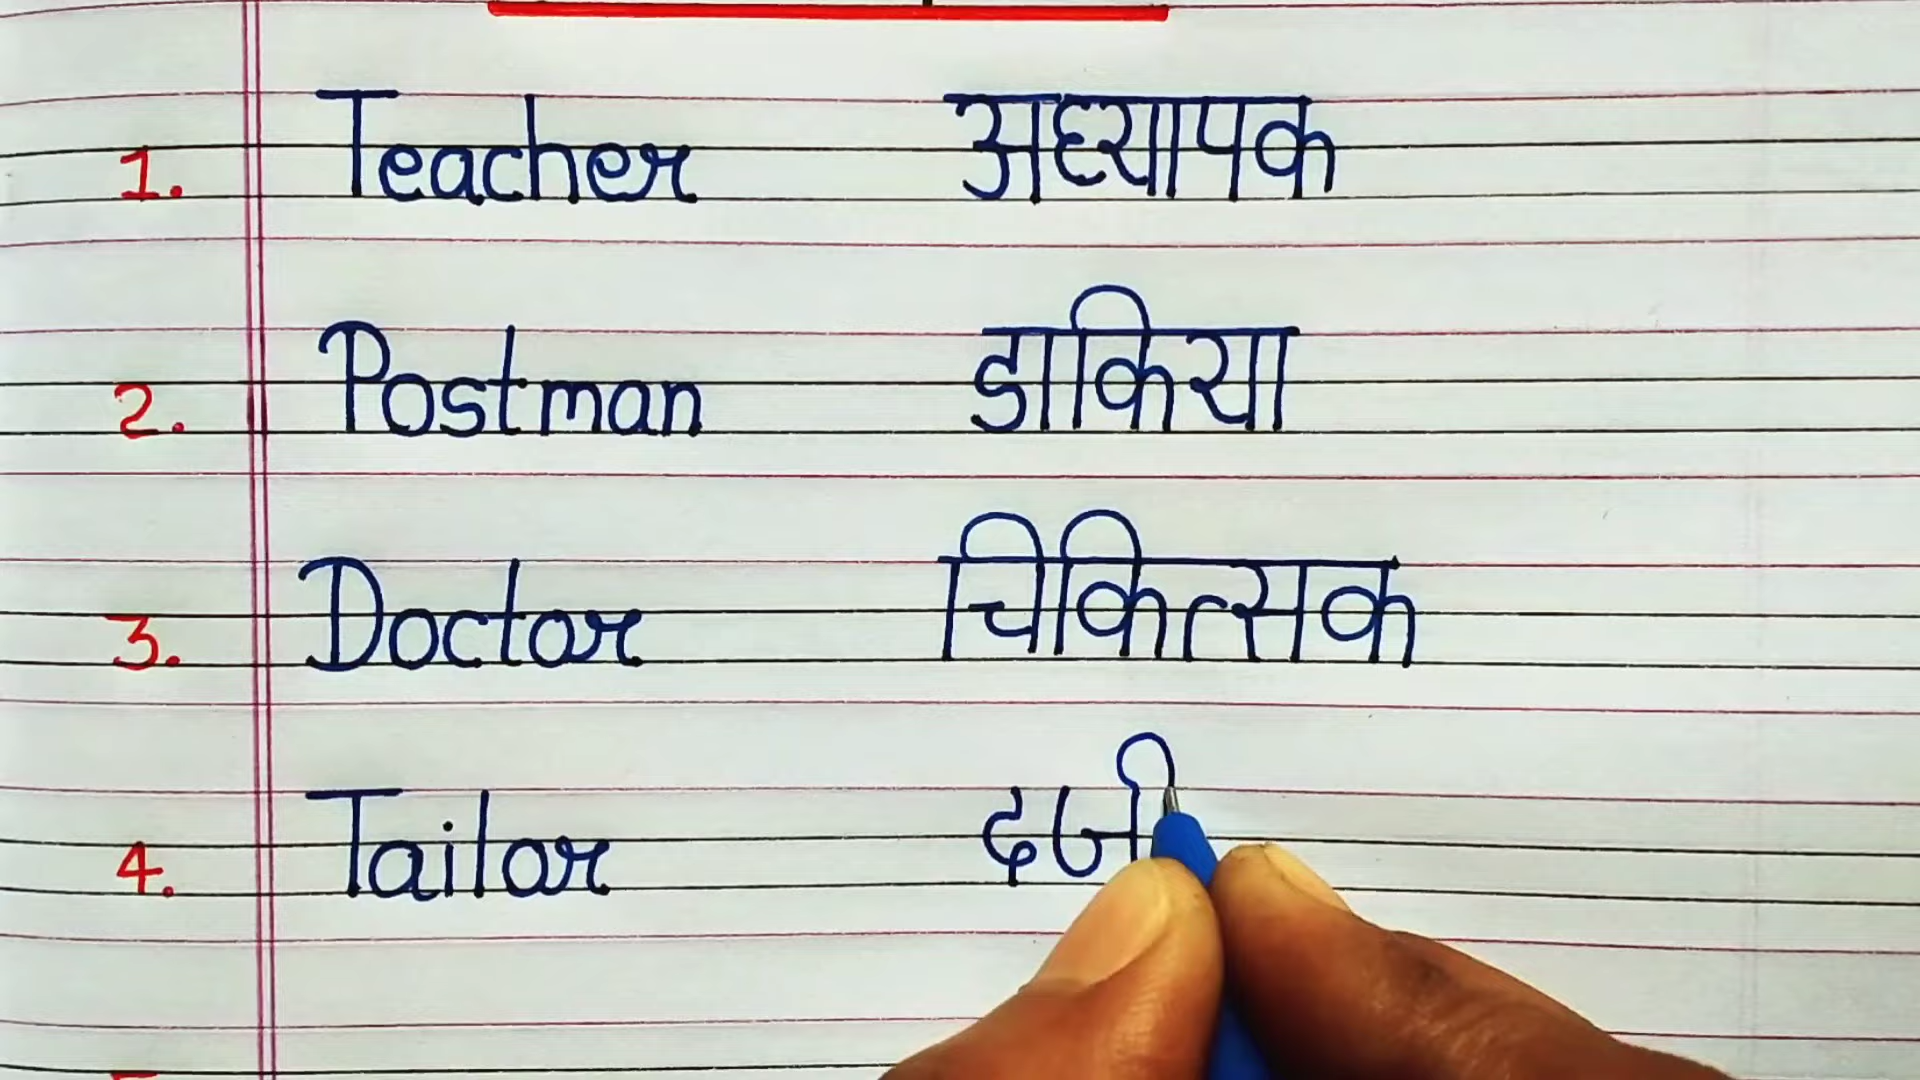 1. Teacher अध्यापक
2. Postman डाकिया
3. Doctor चिकित्सक
4. Tailor